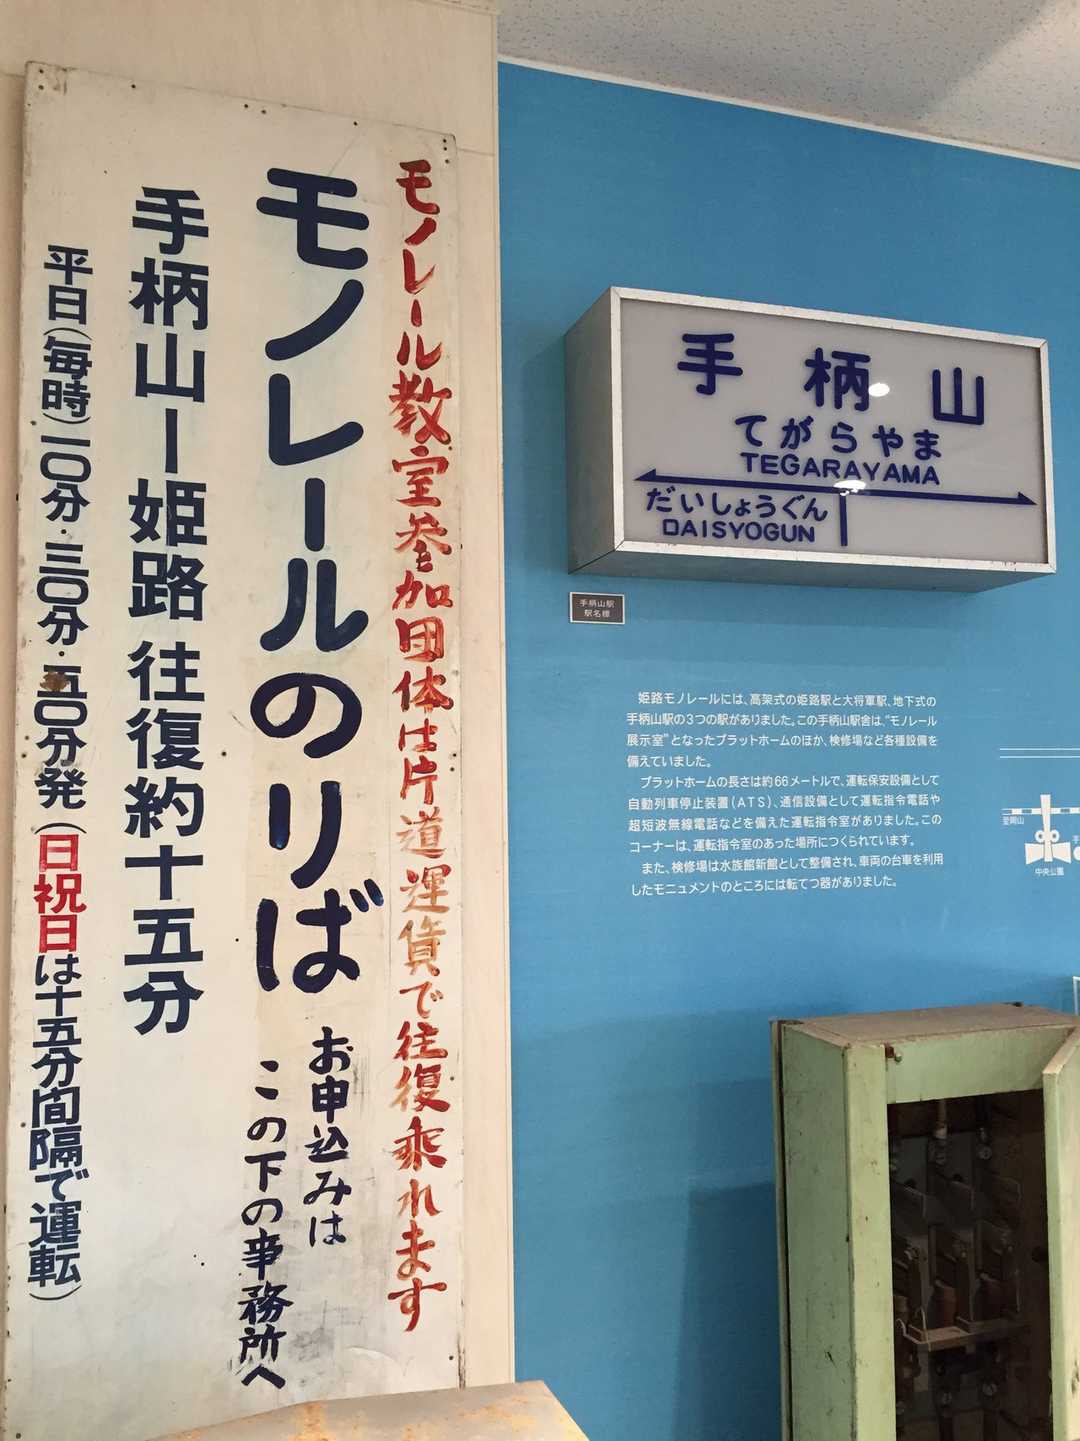 モノレール教室参加団体は片道運賃で往復乗れます
モノレールのりば
お申込みは
この下の事務所へ
手柄山ー姫路 往復約十五分
平日(毎時)一〇分・三〇分・五〇分発(日祝日は十五分間隔で運転)
手柄山
てがらやま
TEGARAYAMA
だいしょうぐん
DAISYOGUN
手柄山駅
駅名標
姫路モノレールには、高架式の姫路駅と大将軍駅、地下式の
手柄山駅の3つの駅がありました。この手柄山駅舎は、“モノレール
展示室”となったプラットホームのほか、検修場など各種設備を
備えていました。
プラットホームの長さは約66メートルで、運転保安設備として
自動列車停止装置(ATS)、通信設備として運転指令電話や
超短波無線電話などを備えた運転指令室がありました。この
コーナーは、運転指令室のあった場所につくられています。
また、検修場は水族館新館として整備され、車両の台車を利用
したモニュメントのところには転てつ器がありました。
至岡山
手
中央公園